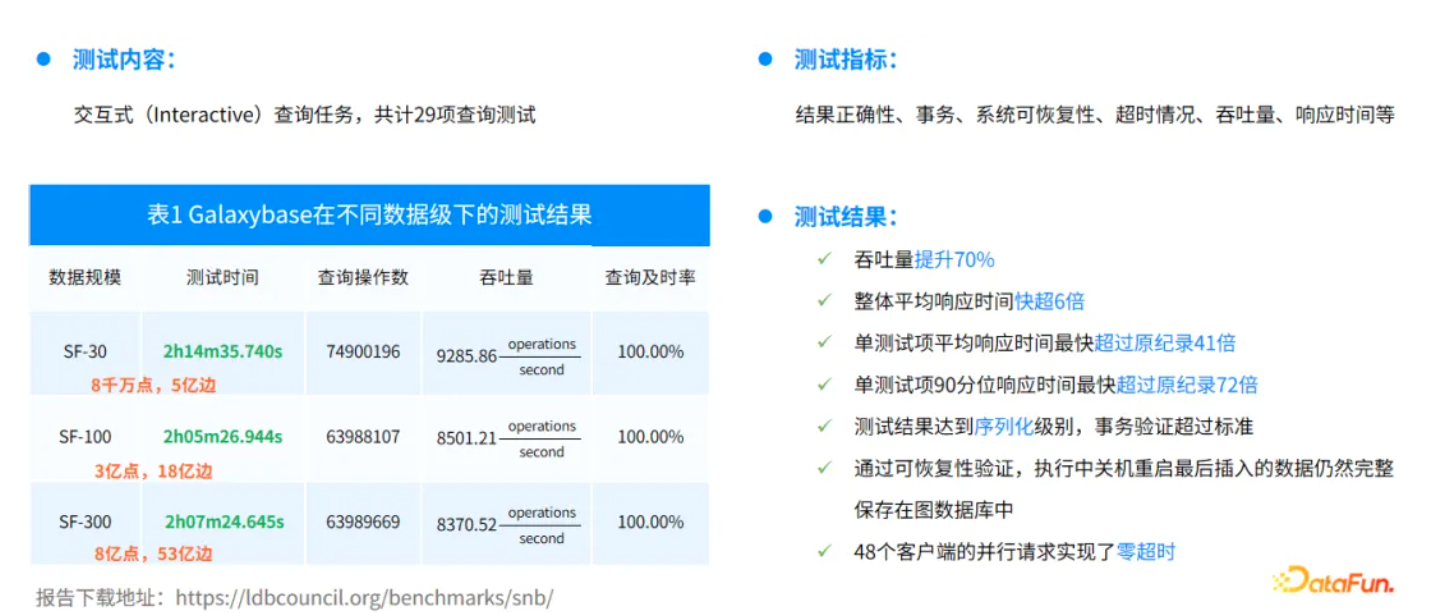 测试内容：
交互式（Interactive）查询任务，共计29项查询测试
表1 Galaxybase在不同数据级下的测试结果
数据规模 测试时间 查询操作数 吞吐量 查询及时率
SF-30 2h14m35.740s 74900196 9285.86 operations/second 100.00%
8千万点，5亿边
SF-100 2h05m26.944s 63988107 8501.21 operations/second 100.00%
3亿点，18亿边
SF-300 2h07m24.645s 63989669 8370.52 operations/second 100.00%
8亿点，53亿边
报告下载地址：https://ldbcouncil.org/benchmarks/snb/
测试指标：
结果正确性、事务、系统可恢复性、超时情况、吞吐量、响应时间等
测试结果：
吞吐量提升70%
整体平均响应时间快超6倍
单测试项平均响应时间最快超过原纪录41倍
单测试项90分位响应时间最快超过原纪录72倍
测试结果达到序列化级别，事务验证超过标准
通过可恢复性验证，执行中关机重启最后插入的数据仍然完整
保存在图数据库中
48个客户端的并行请求实现了零超时
DataFun.